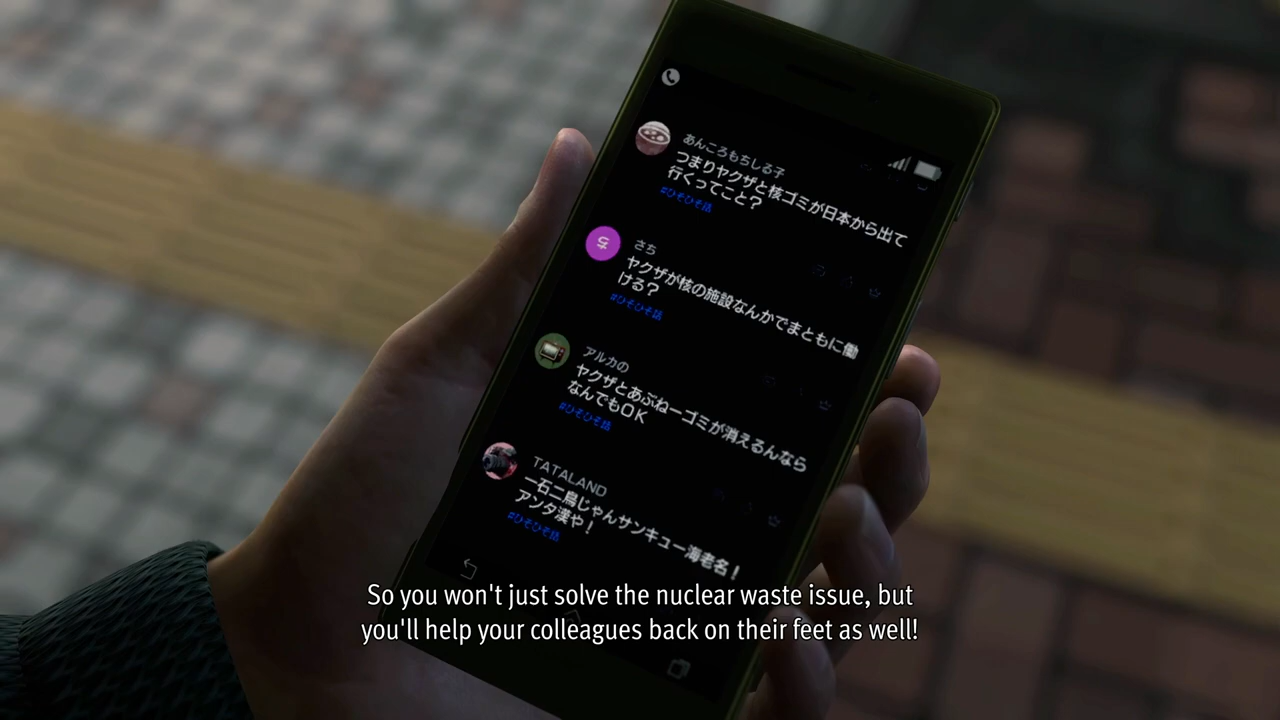 あんころもちしる子
つまりヤクザと核ゴミが日本から出て
行くってこと?
#ひそひそ話
さち
ヤクザが核の施設なんかでまともに働
ける?
#ひそひそ話
アルカの
ヤクザとあぶねーゴミが消えるんなら
なんでもOK
#ひそひそ話
TATALAND
一石二鳥じゃんサンキュー海老名!
アンタ漢や!
#ひそひそ話
So you won't just solve the nuclear waste issue, but
you'll help your colleagues back on their feet as well!